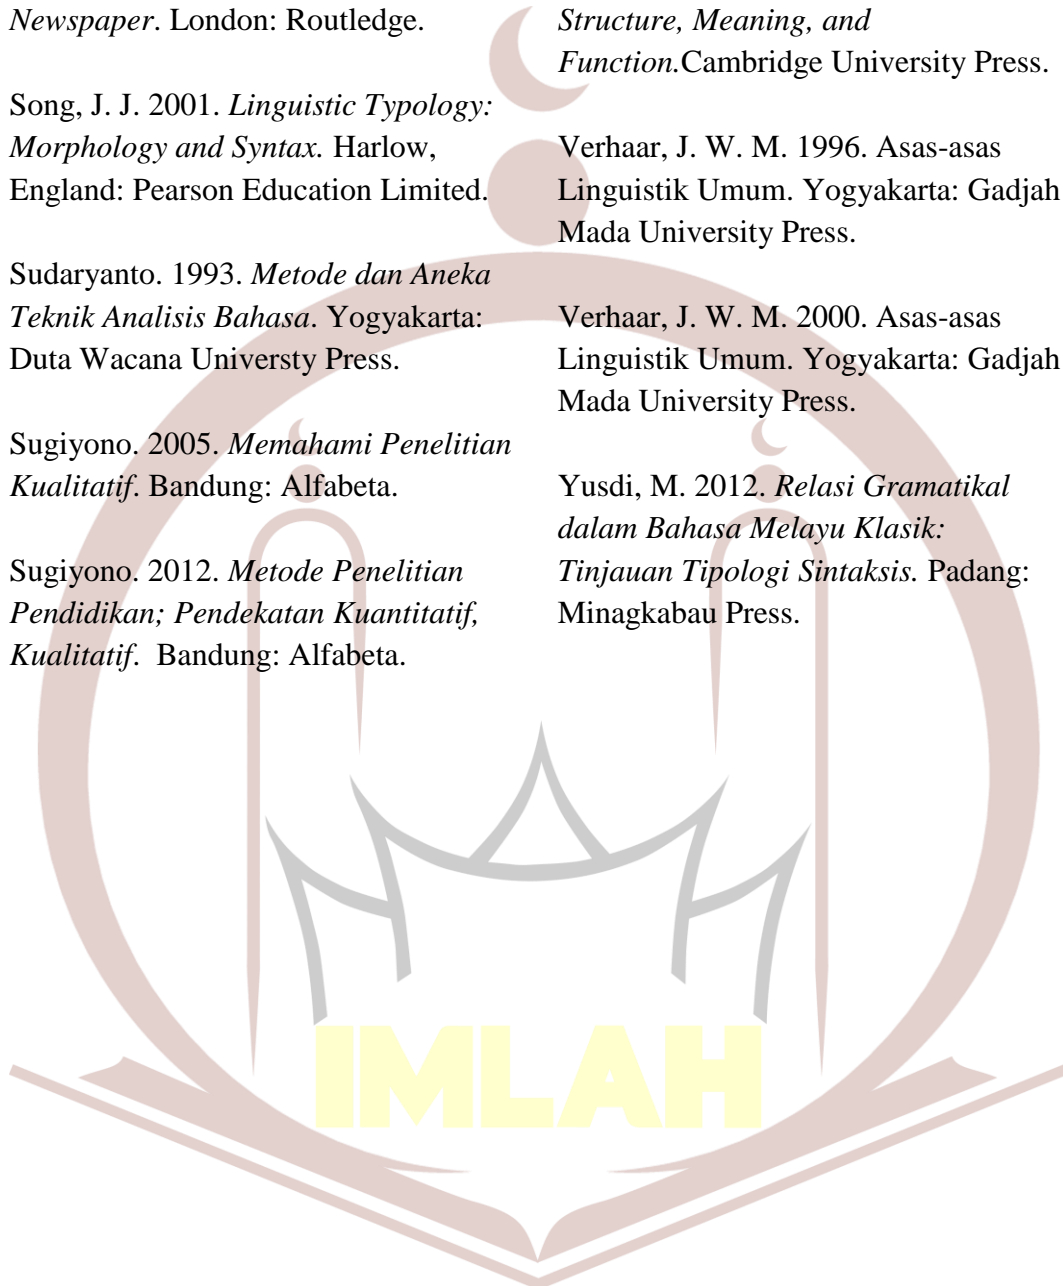 Newspaper. London: Routledge.
Song, J. J. 2001. Linguistic Typology:
Morphology and Syntax. Harlow,
England: Pearson Education Limited.
Sudaryanto. 1993. Metode dan Aneka
Teknik Analisis Bahasa. Yogyakarta:
Duta Wacana Universty Press.
Sugiyono. 2005. Memahami Penelitian
Kualitatif. Bandung: Alfabeta.
Sugiyono. 2012. Metode Penelitian
Pendidikan; Pendekatan Kuantitatif,
Kualitatif.  Bandung: Alfabeta.
Structure, Meaning, and
Function.Cambridge University Press.
Verhaar, J. W. M. 1996. Asas-asas
Linguistik Umum. Yogyakarta: Gadjah
Mada University Press.
Verhaar, J. W. M. 2000. Asas-asas
Linguistik Umum. Yogyakarta: Gadjah
Mada University Press.
Yusdi, M. 2012. Relasi Gramatikal
dalam Bahasa Melayu Klasik:
Tinjauan Tipologi Sintaksis. Padang:
Minagkabau Press.
IMLAH